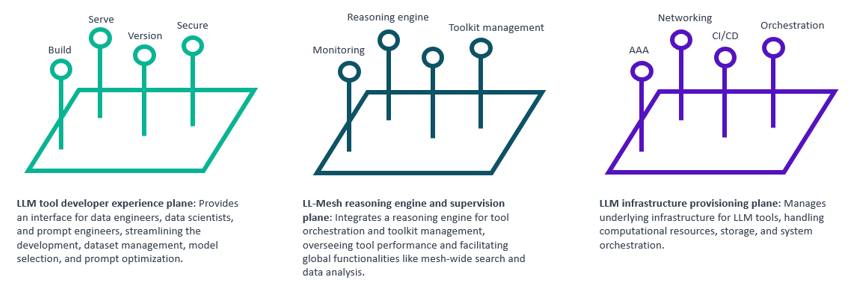 Build
Serve
Version
Secure
LLM tool developer experience plane: Provides
an interface for data engineers, data scientists,
and prompt engineers, streamlining the
development, dataset management, model
selection, and prompt optimization.
Monitoring
Reasoning engine
Toolkit management
LL-Mesh reasoning engine and supervision
plane: Integrates a reasoning engine for tool
orchestration and toolkit management,
overseeing tool performance and facilitating
global functionalities like mesh-wide search and
data analysis.
AAA
Networking
CI/CD
Orchestration
LLM infrastructure provisioning plane: Manages
underlying infrastructure for LLM tools, handling
computational resources, storage, and system
orchestration.